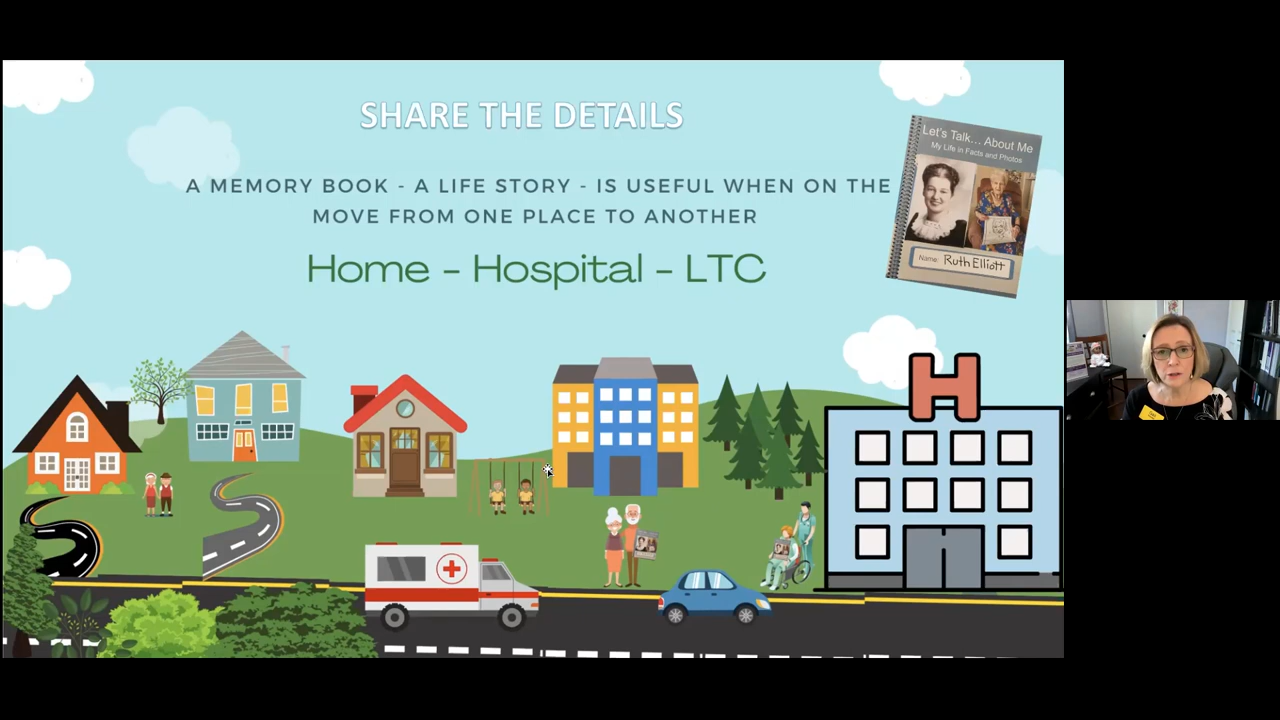 SHARE THE DETAILS
A MEMORY BOOK - A LIFE STORY - IS USEFUL WHEN ON THE
MOVE FROM ONE PLACE TO ANOTHER
Home - Hospital - LTC
Let's Talk... About Me
My Life in Facts and Photos
Name: Ruth Elliott
H